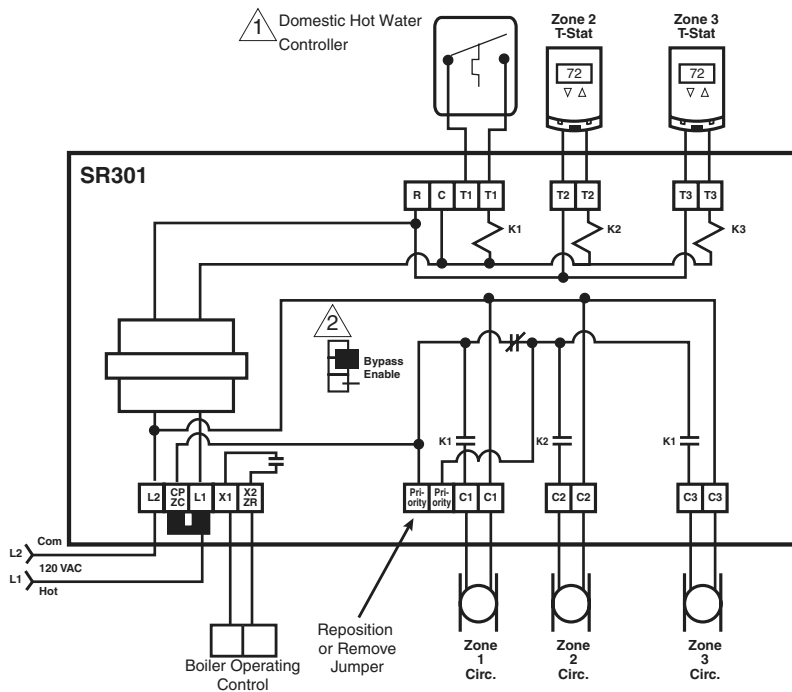 1
Domestic Hot Water
Controller
Zone 2
T-Stat
Zone 3
T-Stat
72
72
SR301
R C T1 T1
T2 T2
T3 T3
K1
K2
K3
2
Bypass
Enable
K1
K2
K1
L2
CP
ZC
L1
X1
X2
ZR
Pri-
ority
Pri-
ority
C1 C1
C2 C2
C3 C3
L2
Com
120 VAC
L1
Hot
Boiler Operating
Control
Reposition
or Remove
Jumper
Zone
1
Circ.
Zone
2
Circ.
Zone
3
Circ.